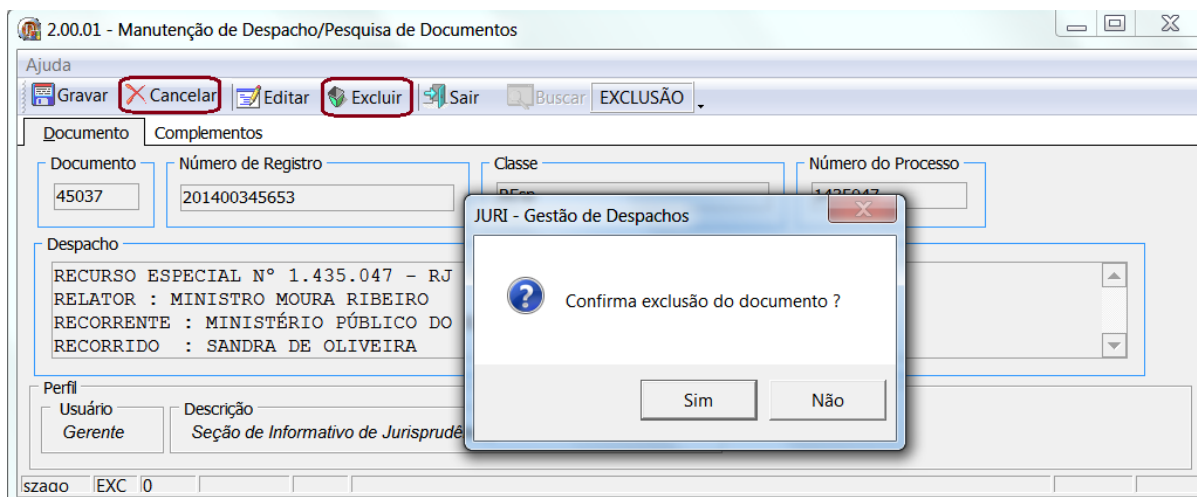 2.00.01 - Manutenção de Despacho/Pesquisa de Documentos
Ajuda
Gravar Cancelar Editar Excluir Sair Buscar EXCLUSÃO
Documento Complementos
Documento Número de Registro Classe Número do Processo
45037 201400345653
JURI - Gestão de Despachos
Despacho
RECURSO ESPECIAL Nº 1.435.047 - RJ
RELATOR : MINISTRO MOURA RIBEIRO
RECORRENTE : MINISTÉRIO PÚBLICO DO
RECORRIDO : SANDRA DE OLIVEIRA
Confirma exclusão do documento ?
Sim Não
Perfil
Usuário Descrição
Gerente Seção de Informativo de Jurisprudê
szago EXC 0